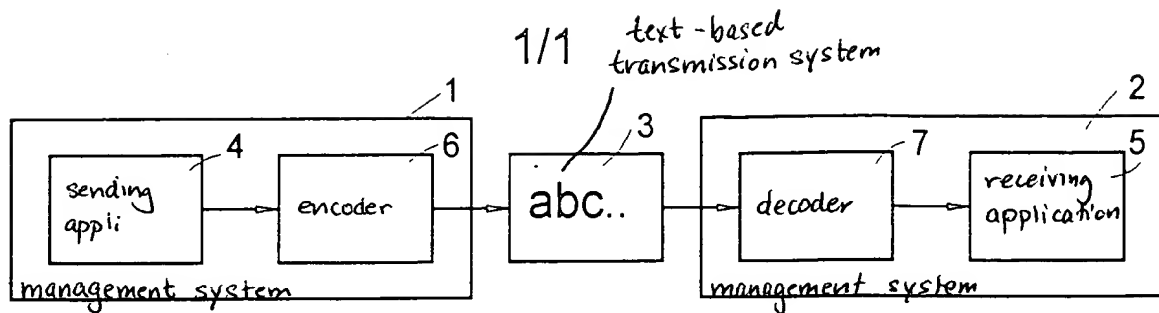 1/1
text-based
transmission system
1
2
4
6
3
7
5
sending
appli
encoder
abc..
decoder
receiving
application
management system
management system